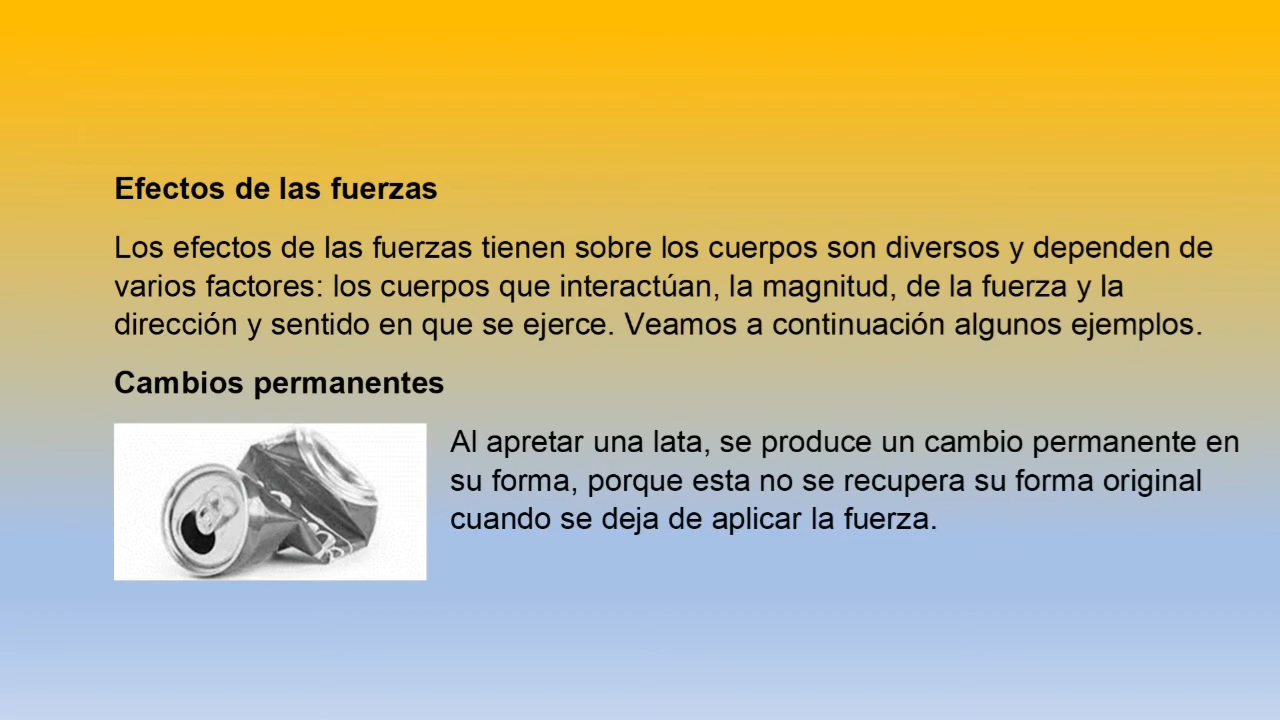 Efectos de las fuerzas
Los efectos de las fuerzas tienen sobre los cuerpos son diversos y dependen de
varios factores: los cuerpos que interactúan, la magnitud, de la fuerza y la
dirección y sentido en que se ejerce. Veamos a continuación algunos ejemplos.
Cambios permanentes
Al apretar una lata, se produce un cambio permanente en
su forma, porque esta no se recupera su forma original
cuando se deja de aplicar la fuerza.